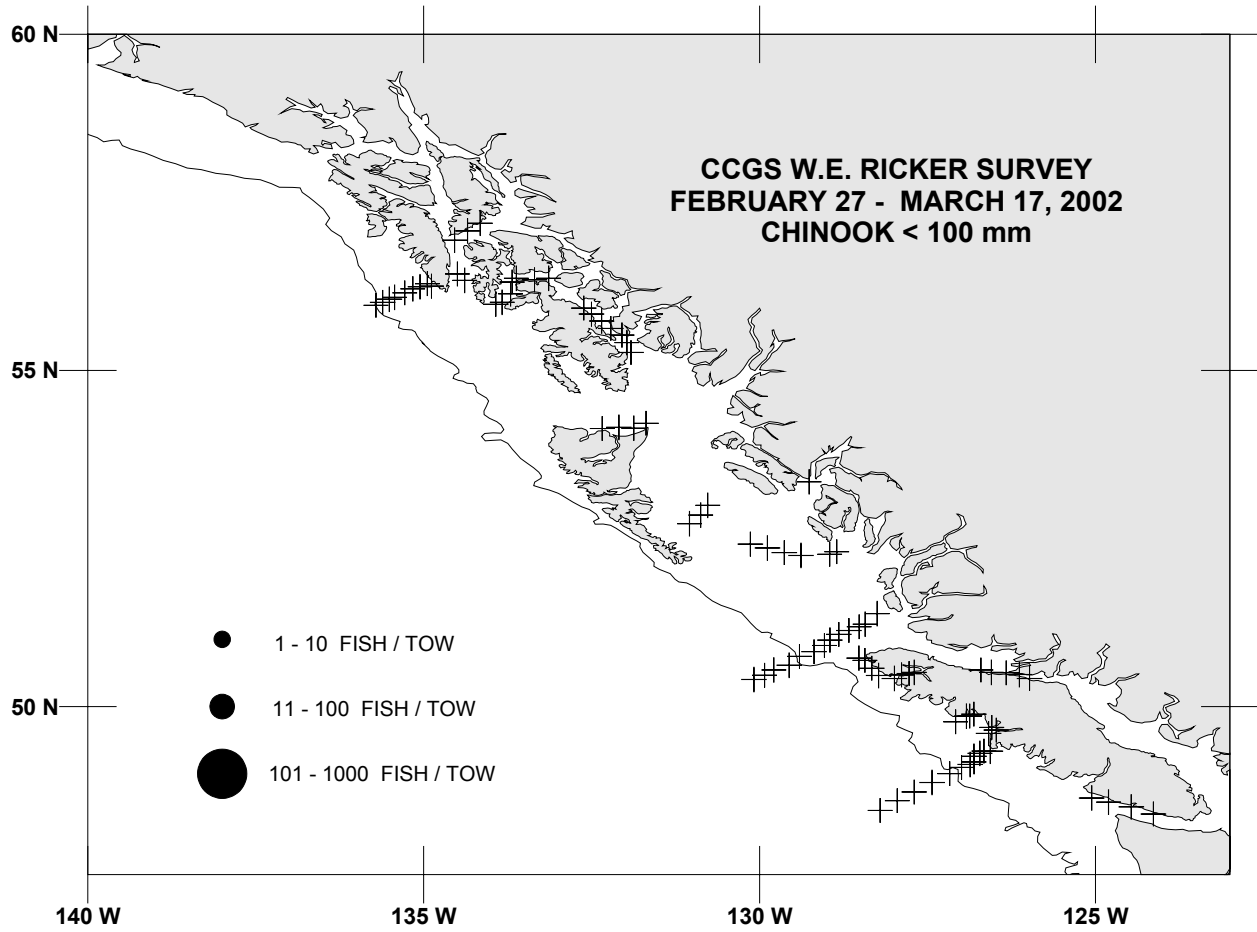 60 N
CCGS W.E. RICKER SURVEY
FEBRUARY 27 - MARCH 17, 2002
CHINOOK < 100 mm
55 N
1 - 10 FISH / TOW
50 N
11 - 100 FISH / TOW
101 - 1000 FISH / TOW
140 W
135 W
130 W
125 W